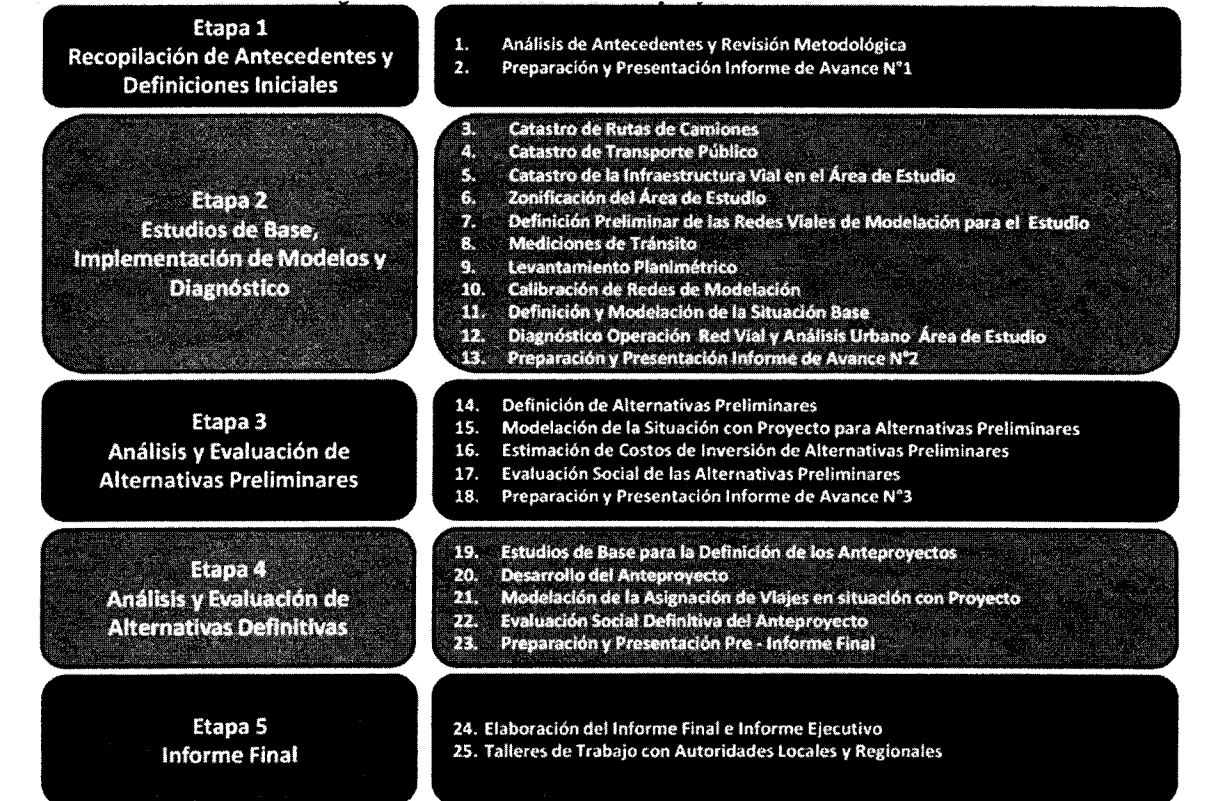 Etapa 1
Recopilación de Antecedentes y
Definiciones Iniciales
1. Análisis de Antecedentes y Revisión Metodológica
2. Preparación y Presentación Informe de Avance N°1
Etapa 2
Estudios de Base,
Implementación de Modelos y
Diagnóstico
3. Catastro de Rutas de Camiones
4. Catastro de Transporte Público
5. Catastro de la Infraestructura Vial en el Área de Estudio
6. Zonificación del Área de Estudio
7. Definición Preliminar de las Redes Viales de Modelación para el Estudio
8. Mediciones de Tránsito
9. Levantamiento Planimétrico
10. Calibración de Redes de Modelación
11. Definición y Modelación de la Situación Base
12. Diagnóstico Operación Red Vial y Análisis Urbano Área de Estudio
13. Preparación y Presentación Informe de Avance N°2
Etapa 3
Análisis y Evaluación de
Alternativas Preliminares
14. Definición de Alternativas Preliminares
15. Modelación de la Situación con Proyecto para Alternativas Preliminares
16. Estimación de Costos de Inversión de Alternativas Preliminares
17. Evaluación Social de las Alternativas Preliminares
18. Preparación y Presentación Informe de Avance N°3
Etapa 4
Análisis y Evaluación de
Alternativas Definitivas
19. Estudios de Base para la Definición de los Anteproyectos
20. Desarrollo del Anteproyecto
21. Modelación de la Asignación de Viajes en situación con Proyecto
22. Evaluación Social Definitiva del Anteproyecto
23. Preparación y Presentación Pre - Informe Final
Etapa 5
Informe Final
24. Elaboración del Informe Final e Informe Ejecutivo
25. Talleres de Trabajo con Autoridades Locales y Regionales